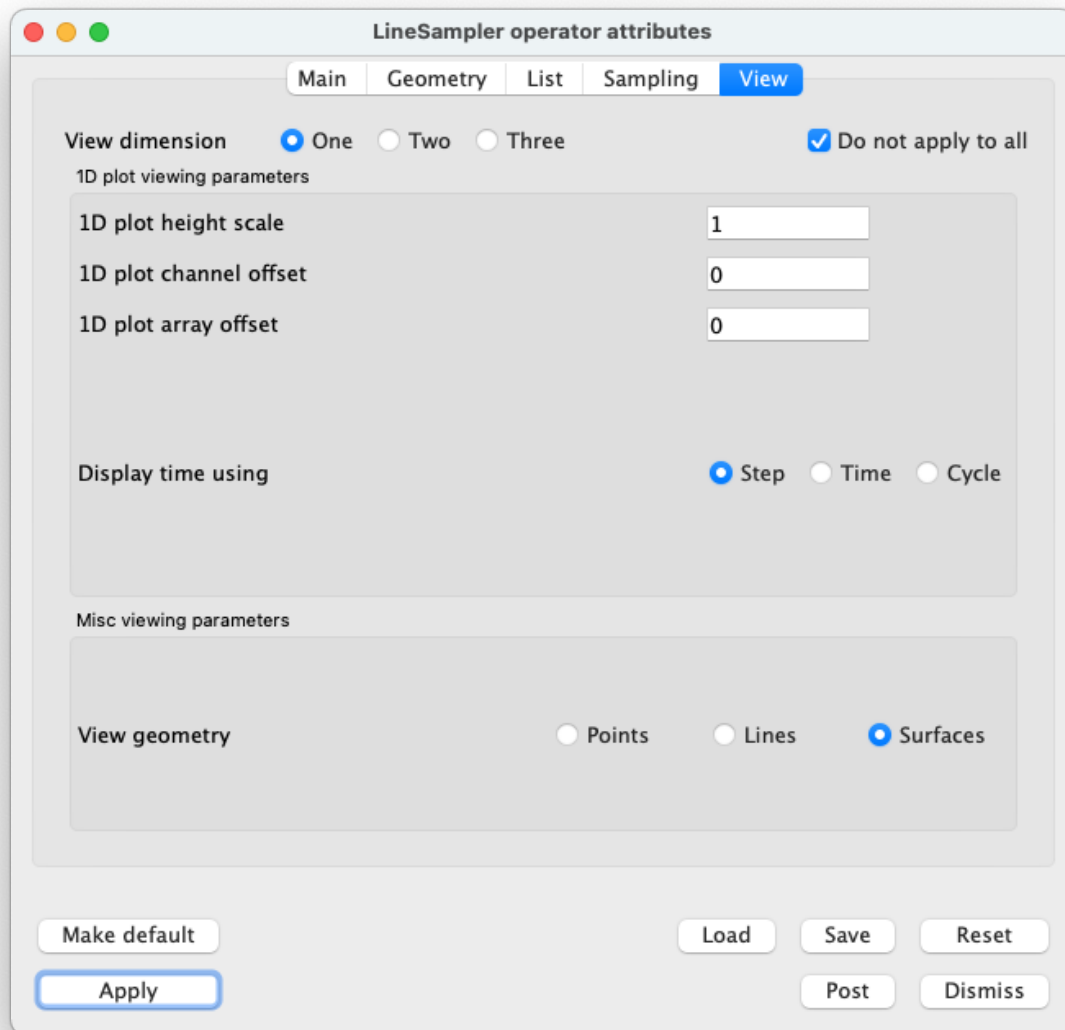 LineSampler operator attributes
Main Geometry List Sampling View
View dimension One Two Three Do not apply to all
1D plot viewing parameters
1D plot height scale 1
1D plot channel offset 0
1D plot array offset 0
Display time using Step Time Cycle
Misc viewing parameters
View geometry Points Lines Surfaces
Make default Load Save Reset
Apply Post Dismiss